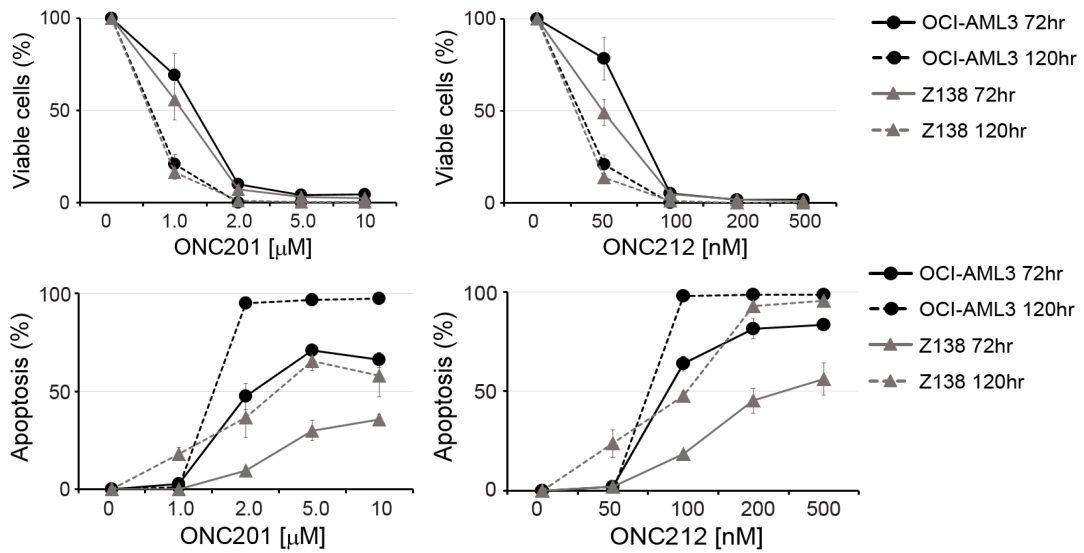 Viable cells (%)
100
50
0
0 1.0 2.0 5.0 10
ONC201 [μM]
Viable cells (%)
100
50
0
0 50 100 200 500
ONC212 [nM]
OCI-AML3 72hr
OCI-AML3 120hr
Z138 72hr
Z138 120hr
Apoptosis (%)
100
50
0
0 1.0 2.0 5.0 10
ONC201 [μM]
Apoptosis (%)
100
50
0
0 50 100 200 500
ONC212 [nM]
OCI-AML3 72hr
OCI-AML3 120hr
Z138 72hr
Z138 120hr